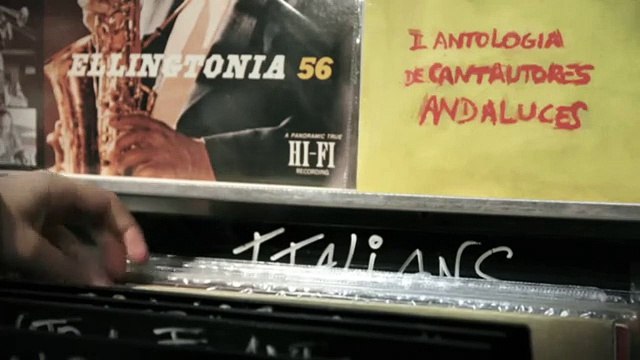 ELLINGTONIA 56
A PANORAMIC TRUE
HI-FI
RECORDING
I ANTOLOGIA
DE CANTAUTORES
ANDALUCES
ITALIANS